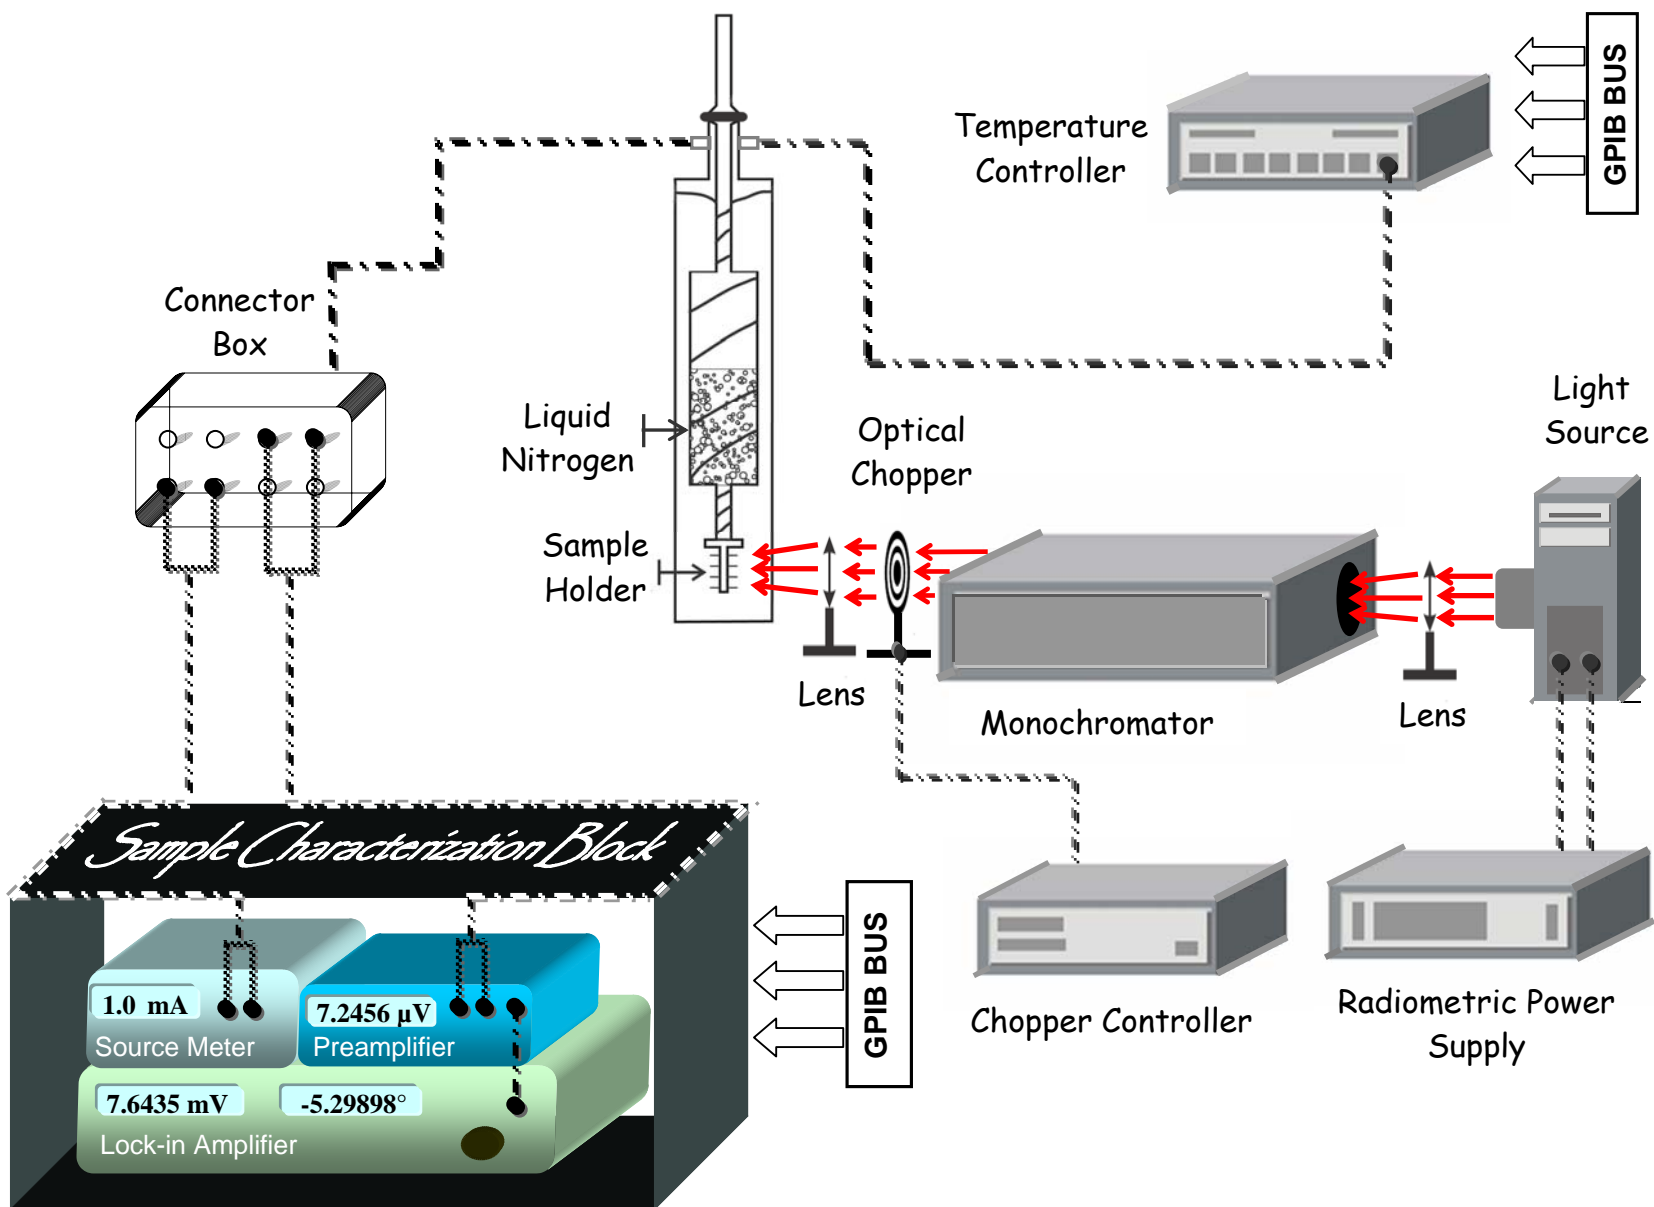 Temperature
Controller
GPIB BUS
Connector
Box
Liquid
Nitrogen
Optical
Chopper
Light
Source
Sample
Holder
Lens
Monochromator
Lens
Sample Characterization Block
1.0 mA
Source Meter
7.2456 µV
Preamplifier
7.6435 mV
-5.29898°
Lock-in Amplifier
GPIB BUS
Chopper Controller
Radiometric Power
Supply